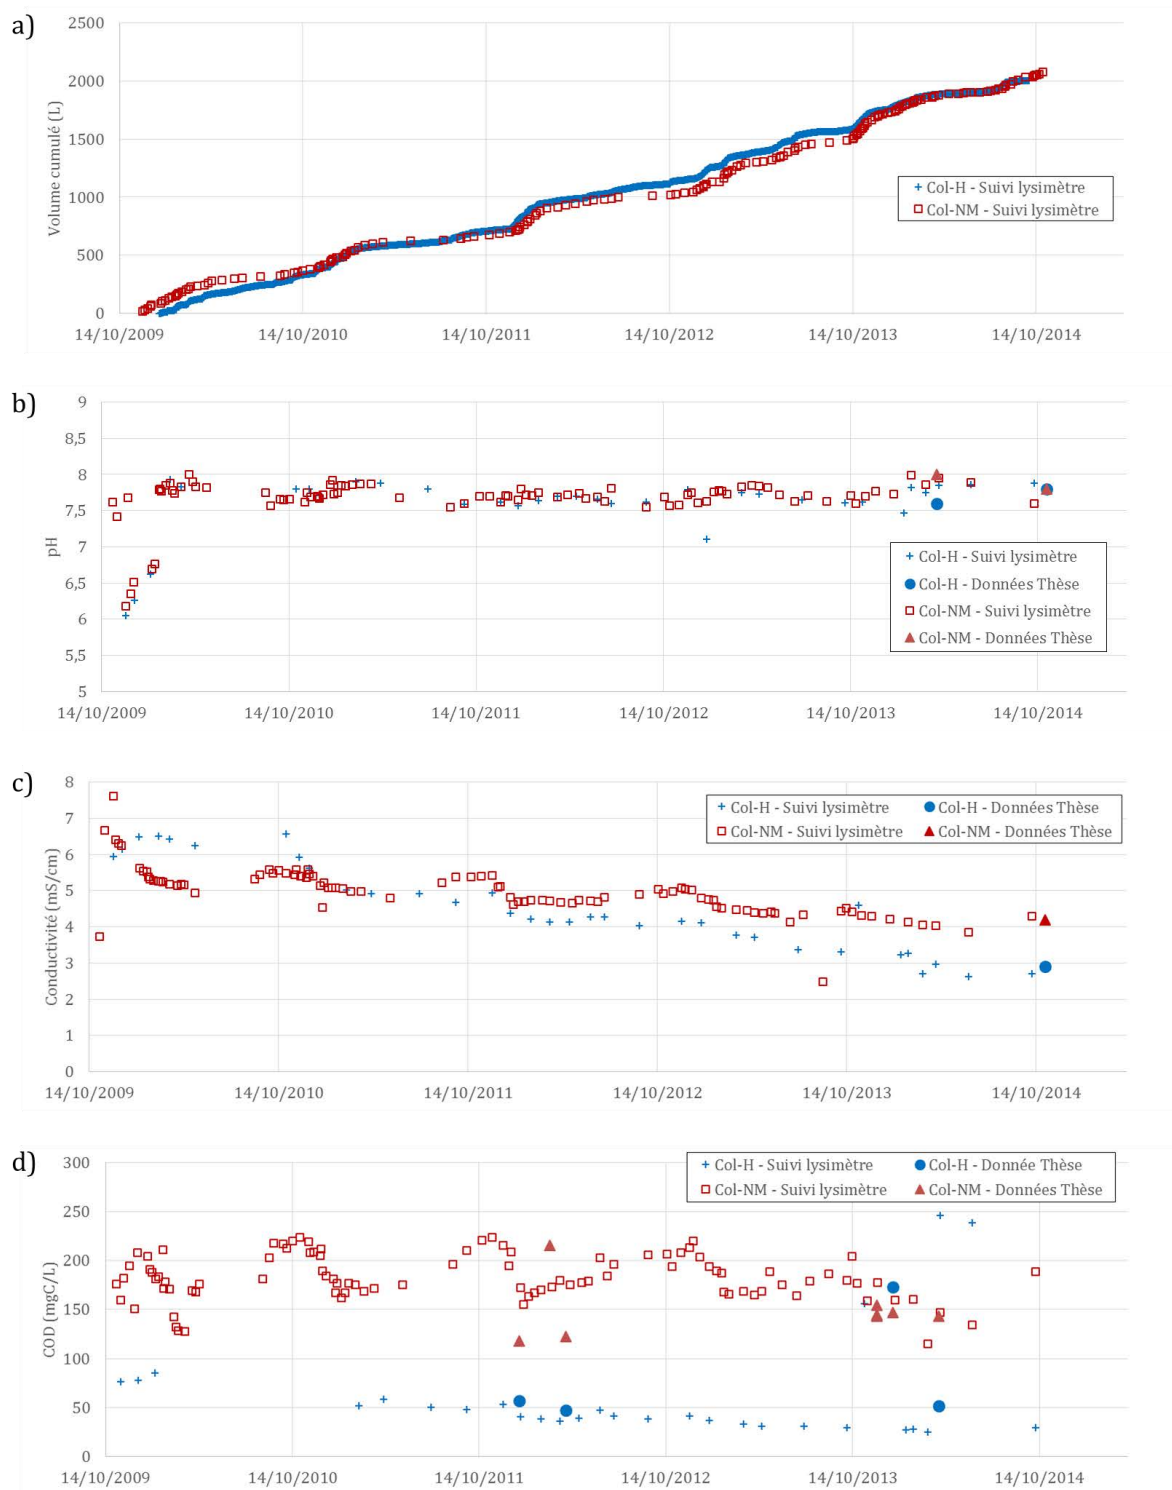 a)
2500
2000
1500
1000
500
0
Volume cumulé (L)
14/10/2009 14/10/2010 14/10/2011 14/10/2012 14/10/2013 14/10/2014
Col-H - Suivi lysimètre
Col-NM - Suivi lysimètre
b)
9
8,5
8
7,5
7
6,5
6
5,5
5
pH
14/10/2009 14/10/2010 14/10/2011 14/10/2012 14/10/2013 14/10/2014
Col-H - Suivi lysimètre
Col-H - Données Thèse
Col-NM - Suivi lysimètre
Col-NM - Données Thèse
c)
8
7
6
5
4
3
2
1
0
Conductivité (mS/cm)
14/10/2009 14/10/2010 14/10/2011 14/10/2012 14/10/2013 14/10/2014
Col-H - Suivi lysimètre Col-H - Données Thèse
Col-NM - Suivi lysimètre Col-NM - Données Thèse
d)
300
250
200
150
100
50
0
COD (mgC/L)
14/10/2009 14/10/2010 14/10/2011 14/10/2012 14/10/2013 14/10/2014
Col-H - Suivi lysimètre Col-H - Donnée Thèse
Col-NM - Suivi lysimètre Col-NM - Données Thèse